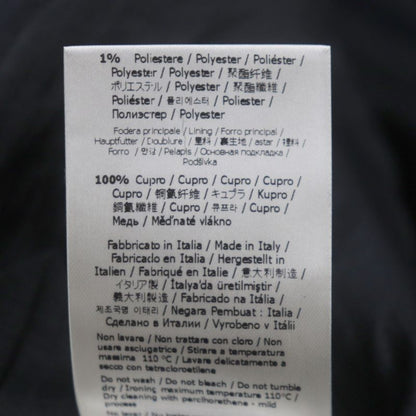 1% Poliestere / Polyester / Poliéster /
Polyester / Polyester / 聚酯纤维 /
ポリエステル / Polyester / 聚酯纖維 /
Poliéster / 폴리에스터 / Poliester /
Полиэстер / Polyester
Fodera principale / Lining / Forro principal /
Hauptfutter / Doublure / 里料 / 裏生地 / astar / 裡料 /
Forro / 안감 / Pelapis / Основная подкладка /
Podšívka
100% Cupro / Cupro / Cupro / Cupro /
Cupro / 铜氨纤维 / キュプラ / Kupro /
銅氨纖維 / Cupro / 큐프라 / Cupro /
Медь / Měďnaté vlákno
Fabbricato in Italia / Made in Italy /
Fabricado en Italia / Hergestellt in
Italien / Fabriqué en Italie / 意大利制造 /
イタリア製 / Italya'da üretilmiştir /
義大利製造 / Fabricado na Itália /
제조국명 이태리 / Negara Pembuat : Italia /
Сделано в Италии / Vyrobeno v Itálii
Non lavare / Non trattare con cloro / Non
usare asciugatrice / Stirare a temperatura
massima 110 °C / Lavare delicatamente a
secco con tetracloroetilene
Do not wash / Do not bleach / Do not tumble
dry / Ironing maximum temperature 110°C /
Dry cleaning with perchlorethene - mild
process